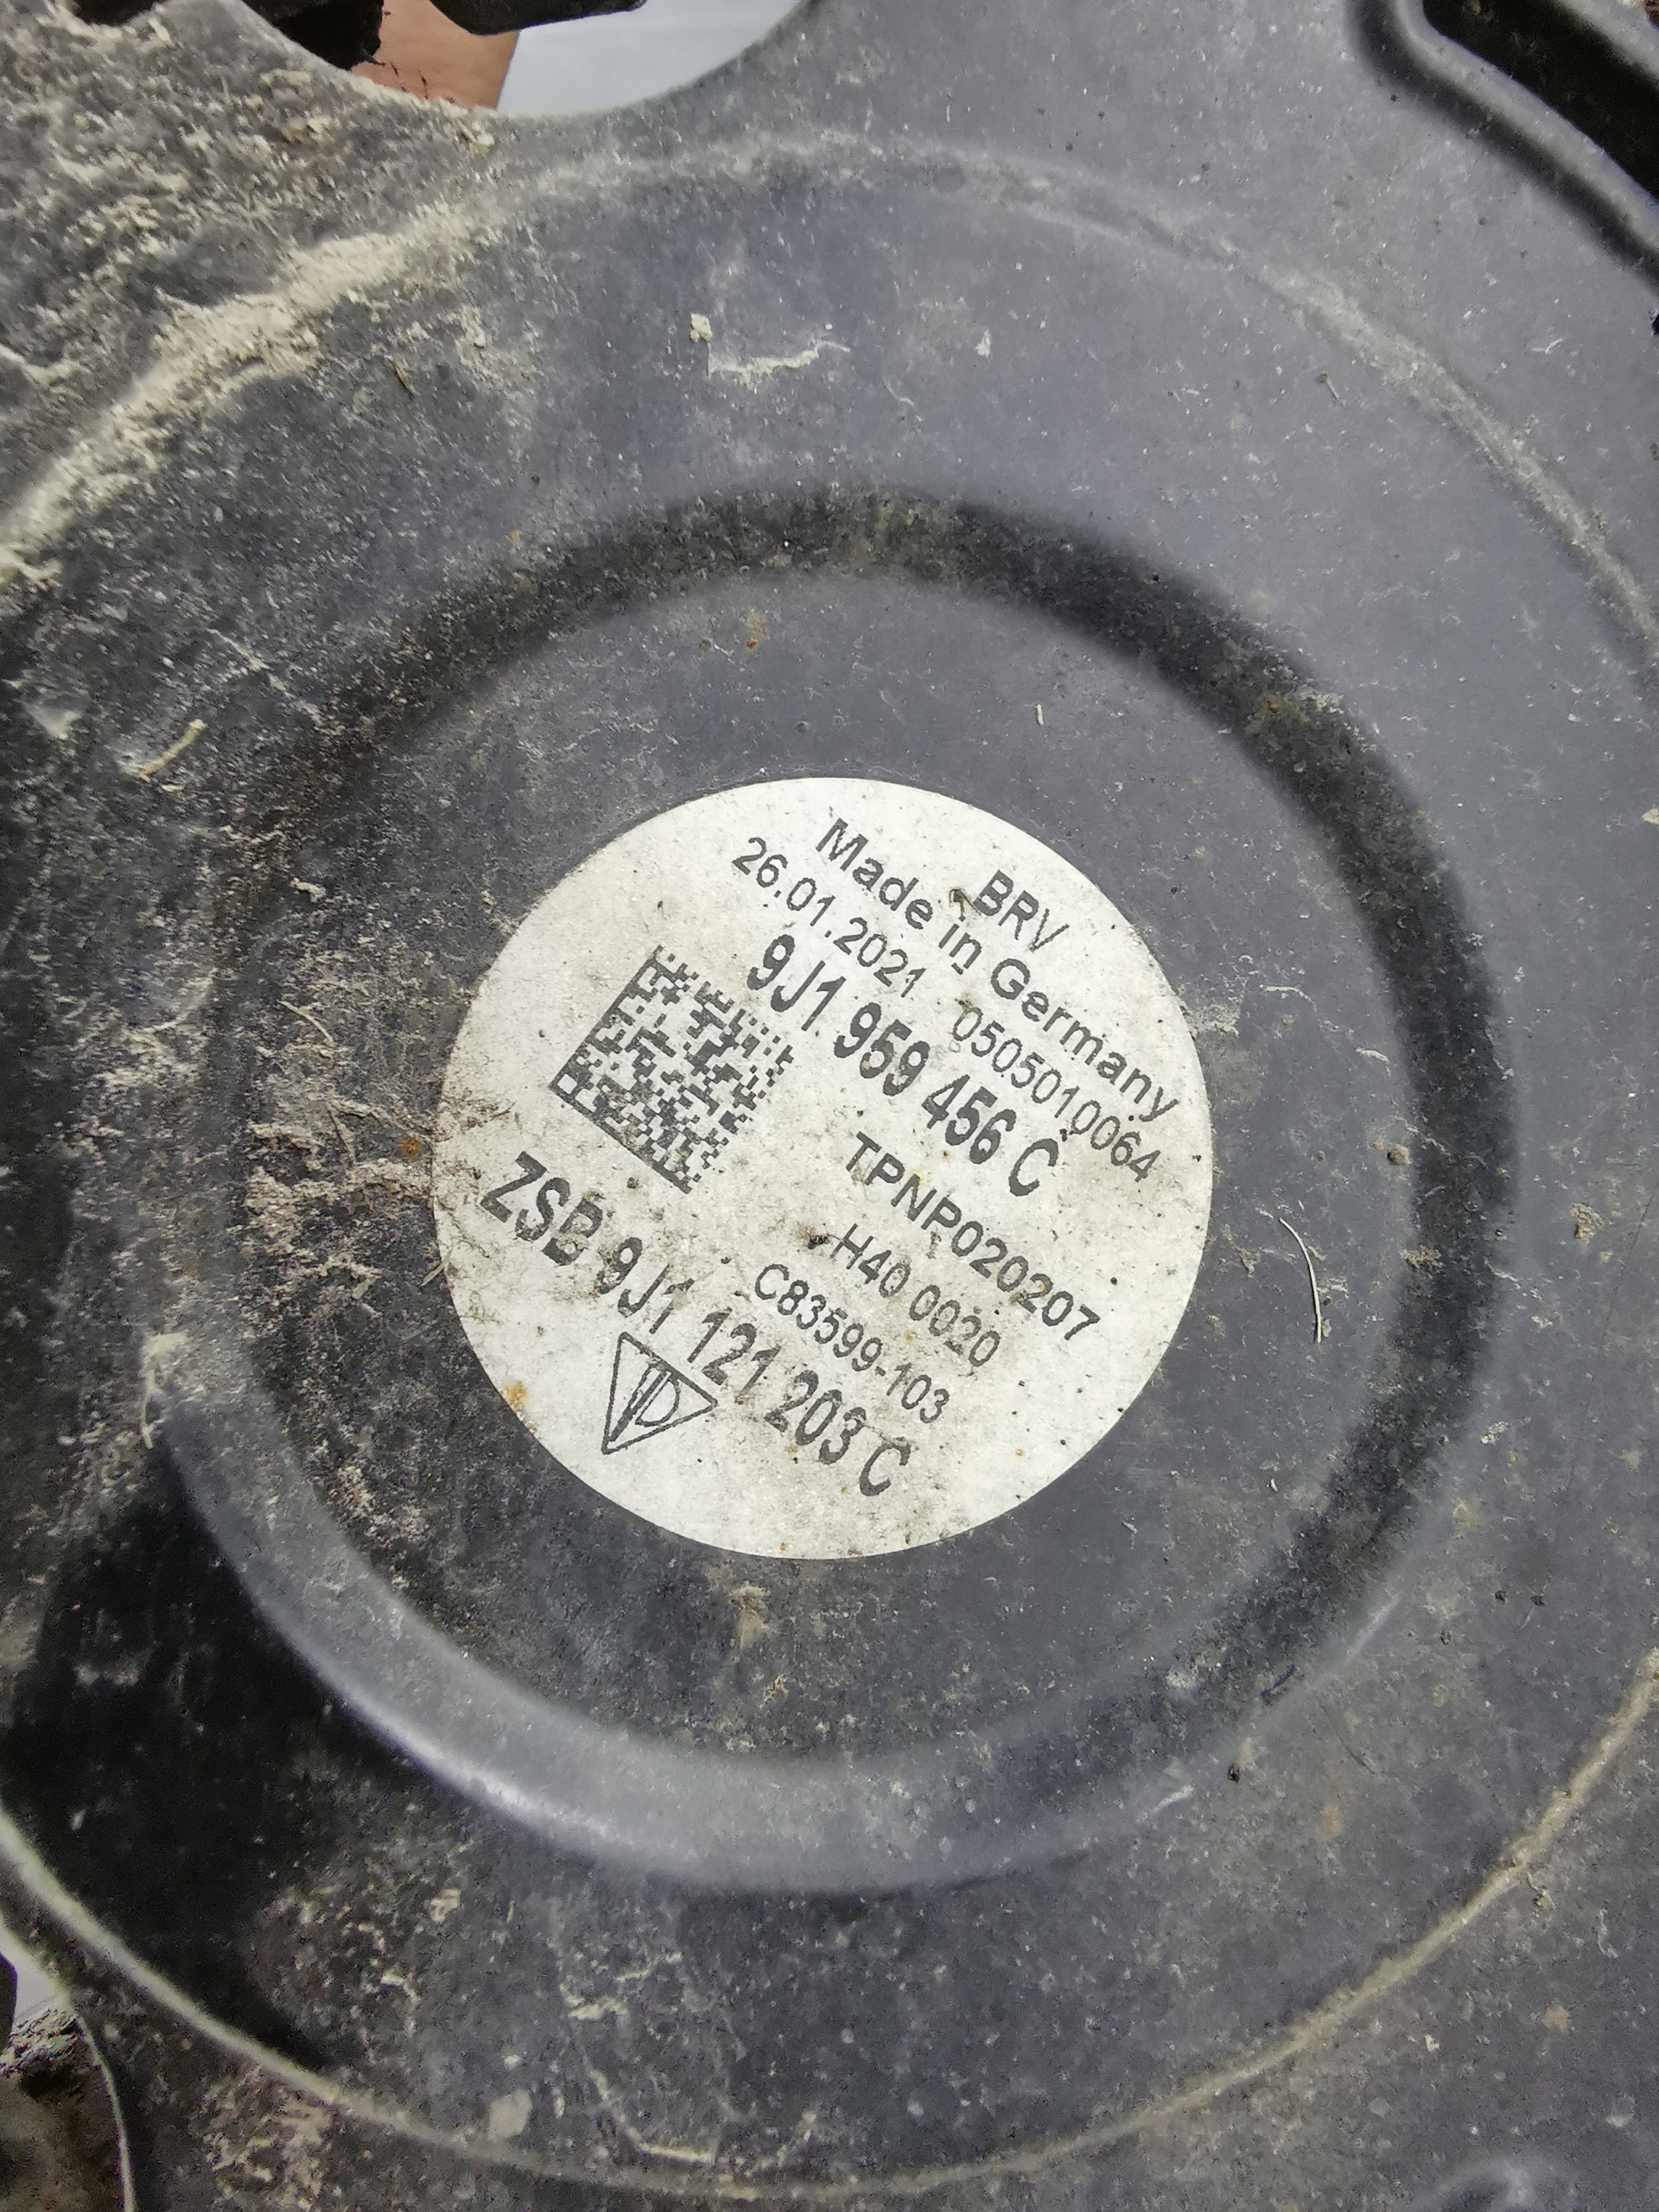 BRV
Made in Germany
26.01.2021 0505010064
9J1 959 456 C
TPNP020207
H40 0020
C83599-103
ZSB 9J1 121 203 C